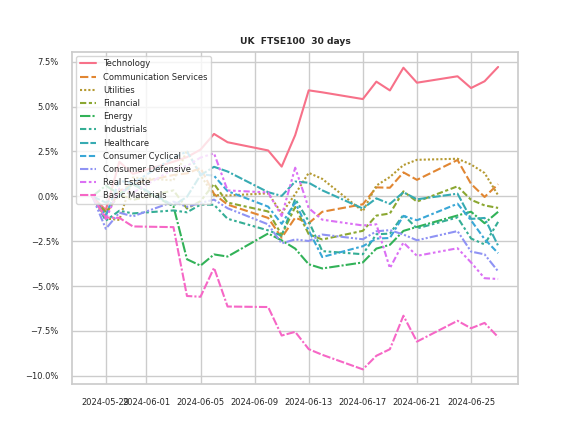 UK FTSE100 30 days
7.5%
5.0%
2.5%
0.0%
−2.5%
−5.0%
−7.5%
−10.0%
Technology
Communication Services
Utilities
Financial
Energy
Industrials
Healthcare
Consumer Cyclical
Consumer Defensive
Real Estate
Basic Materials
2024-05-29 2024-06-01 2024-06-05 2024-06-09 2024-06-13 2024-06-17 2024-06-21 2024-06-25